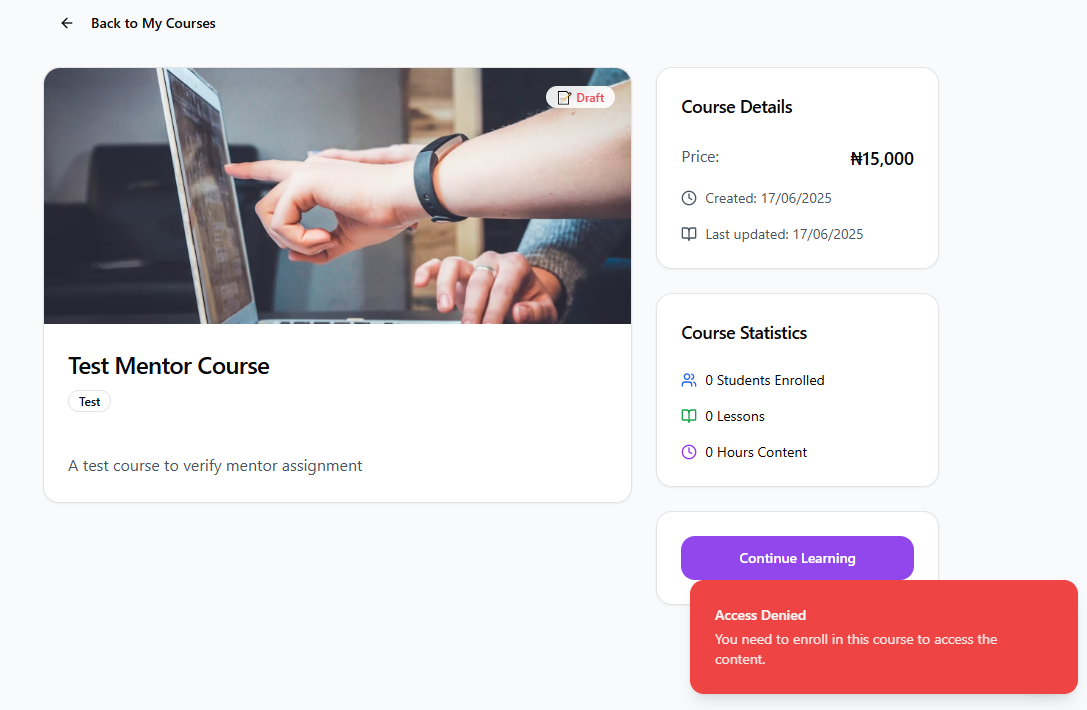 Back to My Courses
Draft
Test Mentor Course
Test
A test course to verify mentor assignment
Course Details
Price:
₦15,000
Created: 17/06/2025
Last updated: 17/06/2025
Course Statistics
0 Students Enrolled
0 Lessons
0 Hours Content
Continue Learning
Access Denied
You need to enroll in this course to access the
content.